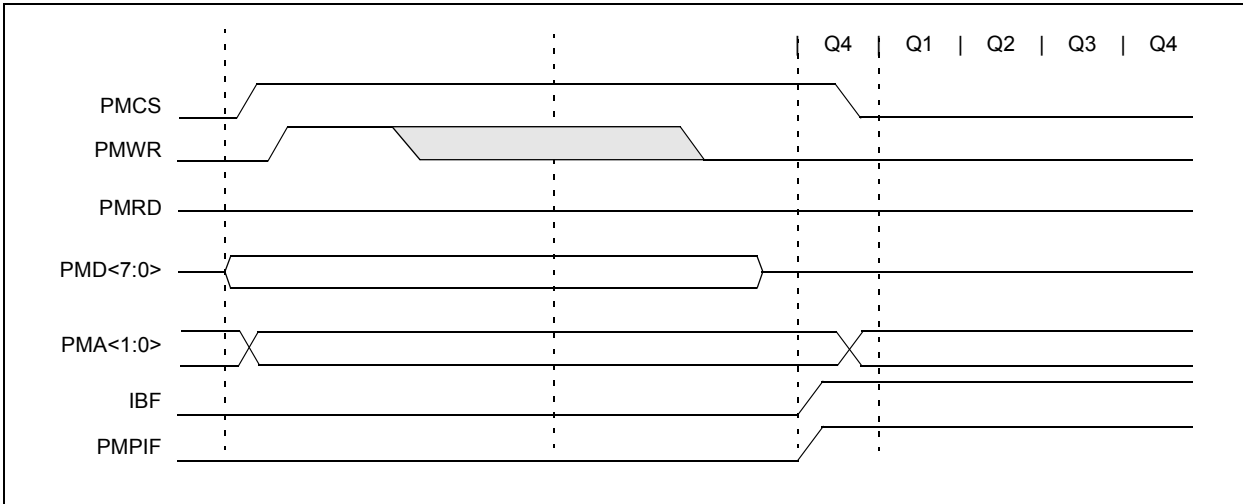 | Q4 | Q1 | Q2 | Q3 | Q4
PMCS
PMWR
PMRD
PMD<7:0>
PMA<1:0>
IBF
PMPIF